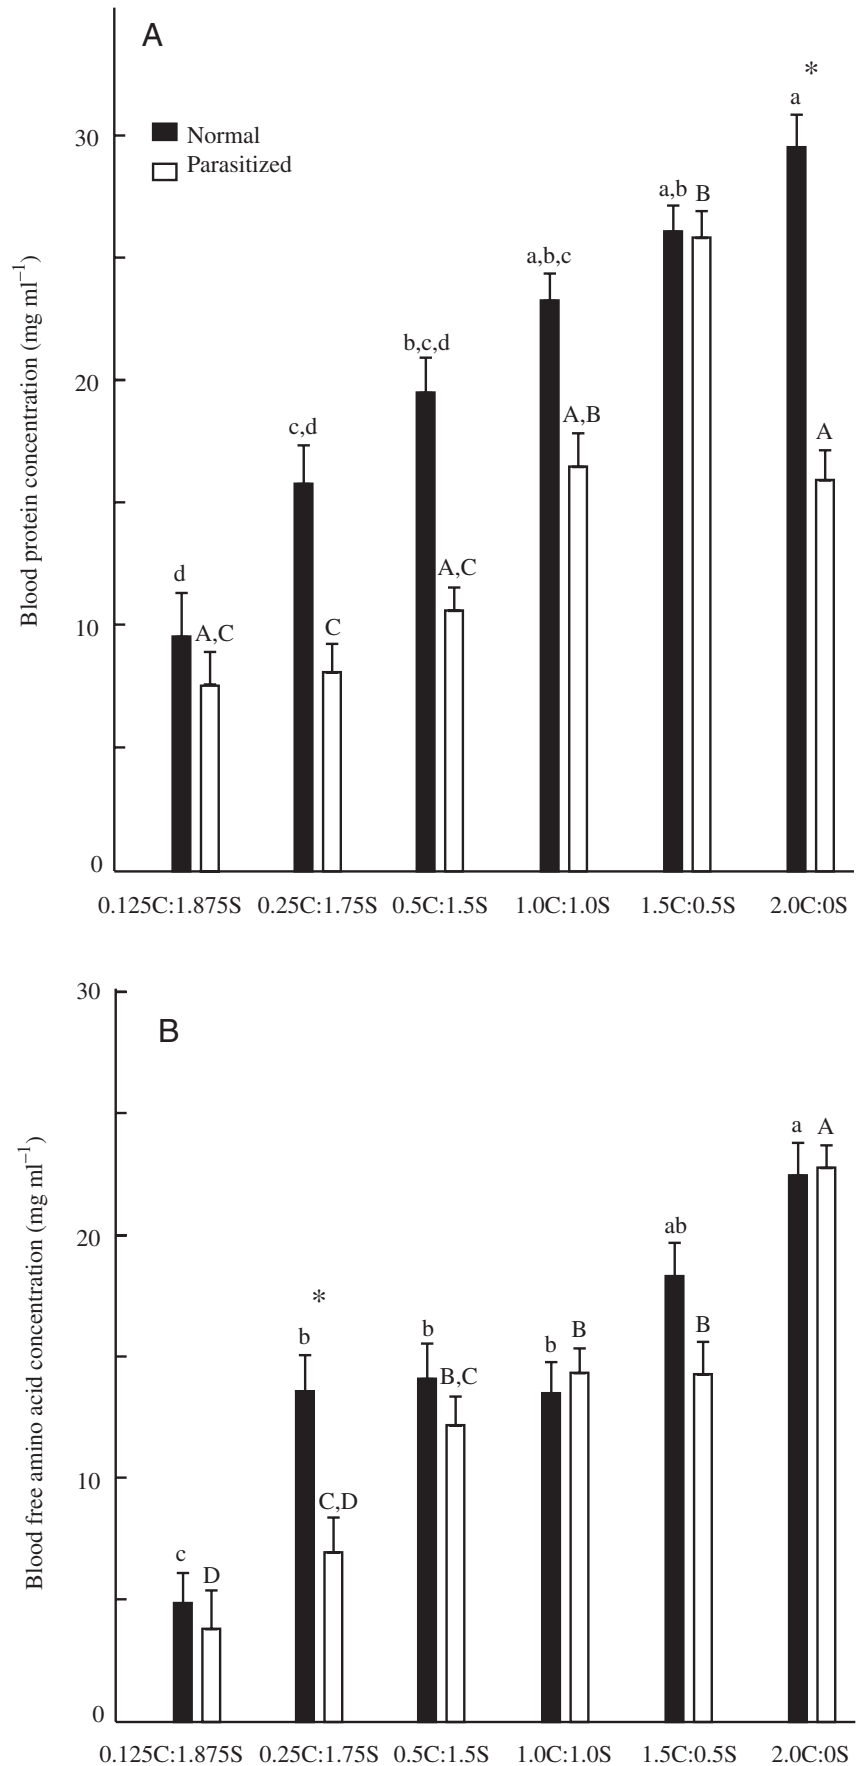 A
*
a
30
Normal
Parasitized
a,b B
a,b,c
b,c,d
20
A,B
A
c,d
A,C
d
10
A,C
C
0
Blood protein concentration (mg ml−1)
0.125C:1.875S 0.25C:1.75S 0.5C:1.5S 1.0C:1.0S 1.5C:0.5S 2.0C:0S
30
B
a A
20
ab
*
b
b
b
B
B
B,C
10
C,D
c
D
0
Blood free amino acid concentration (mg ml−1)
0.125C:1.875S 0.25C:1.75S 0.5C:1.5S 1.0C:1.0S 1.5C:0.5S 2.0C:0S